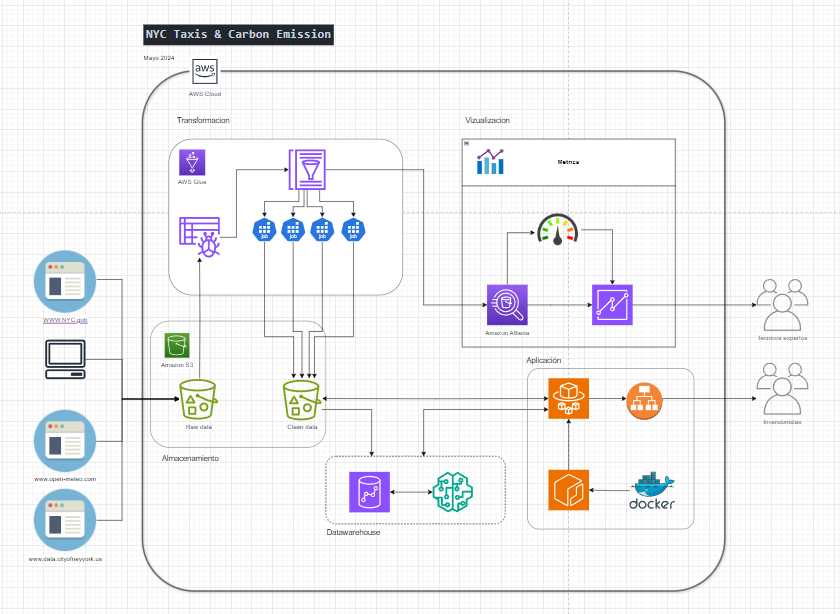 NYC Taxis & Carbon Emission
Mayo 2024
aws
AWS Cloud
Transformacion
Vizualizacion
AWS Glue
Metrics
job
job
job
job
WWW.NYC.gob
Amazon S3
Amazon Athena
Tecnicos expertos
Aplicación
Raw data
Clean data
Inversionistas
Almacenamiento
www.open-meteo.com
docker
Datawarehouse
www.data.cityofneyyork.us